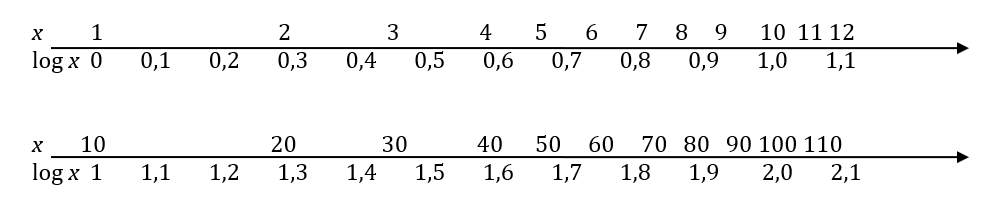 x 1 2 3 4 5 6 7 8 9 10 11 12
log x 0 0,1 0,2 0,3 0,4 0,5 0,6 0,7 0,8 0,9 1,0 1,1
x 10 20 30 40 50 60 70 80 90 100 110
log x 1 1,1 1,2 1,3 1,4 1,5 1,6 1,7 1,8 1,9 2,0 2,1